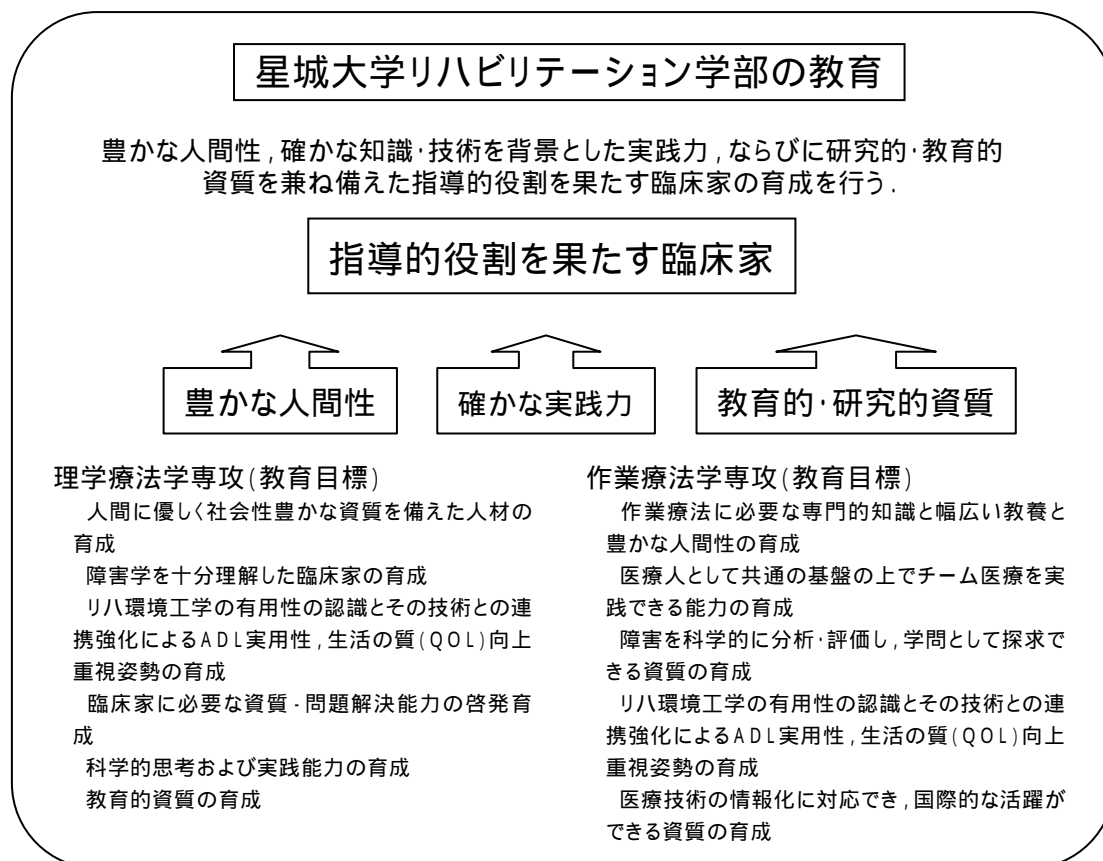 星城大学リハビリテーション学部の教育
豊かな人間性,確かな知識・技術を背景とした実践力,ならびに研究的・教育的
資質を兼ね備えた指導的役割を果たす臨床家の育成を行う.
指導的役割を果たす臨床家
豊かな人間性
確かな実践力
教育的・研究的資質
理学療法学専攻(教育目標)
人間に優しく社会性豊かな資質を備えた人材の
育成
障害学を十分理解した臨床家の育成
リハ環境工学の有用性の認識とその技術との連
携強化によるADL実用性,生活の質(QOL)向上
重視姿勢の育成
臨床家に必要な資質-問題解決能力の啓発育
成
科学的思考および実践能力の育成
教育的資質の育成
作業療法学専攻(教育目標)
作業療法に必要な専門的知識と幅広い教養と
豊かな人間性の育成
医療人として共通の基盤の上でチーム医療を実
践できる能力の育成
障害を科学的に分析・評価し,学問として探求で
きる資質の育成
リハ環境工学の有用性の認識とその技術との連
携強化によるADL実用性,生活の質(QOL)向上
重視姿勢の育成
医療技術の情報化に対応でき,国際的な活躍が
できる資質の育成